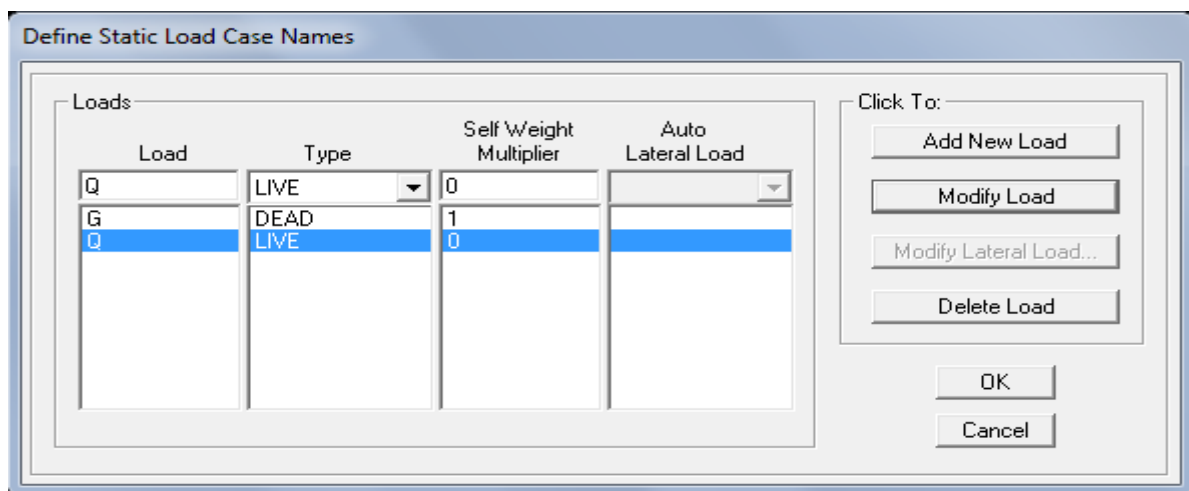 Define Static Load Case Names
Loads
Load Type Self Weight Multiplier Auto Lateral Load
Q LIVE 0
G DEAD 1
Q LIVE 0
Click To:
Add New Load
Modify Load
Modify Lateral Load...
Delete Load
OK
Cancel